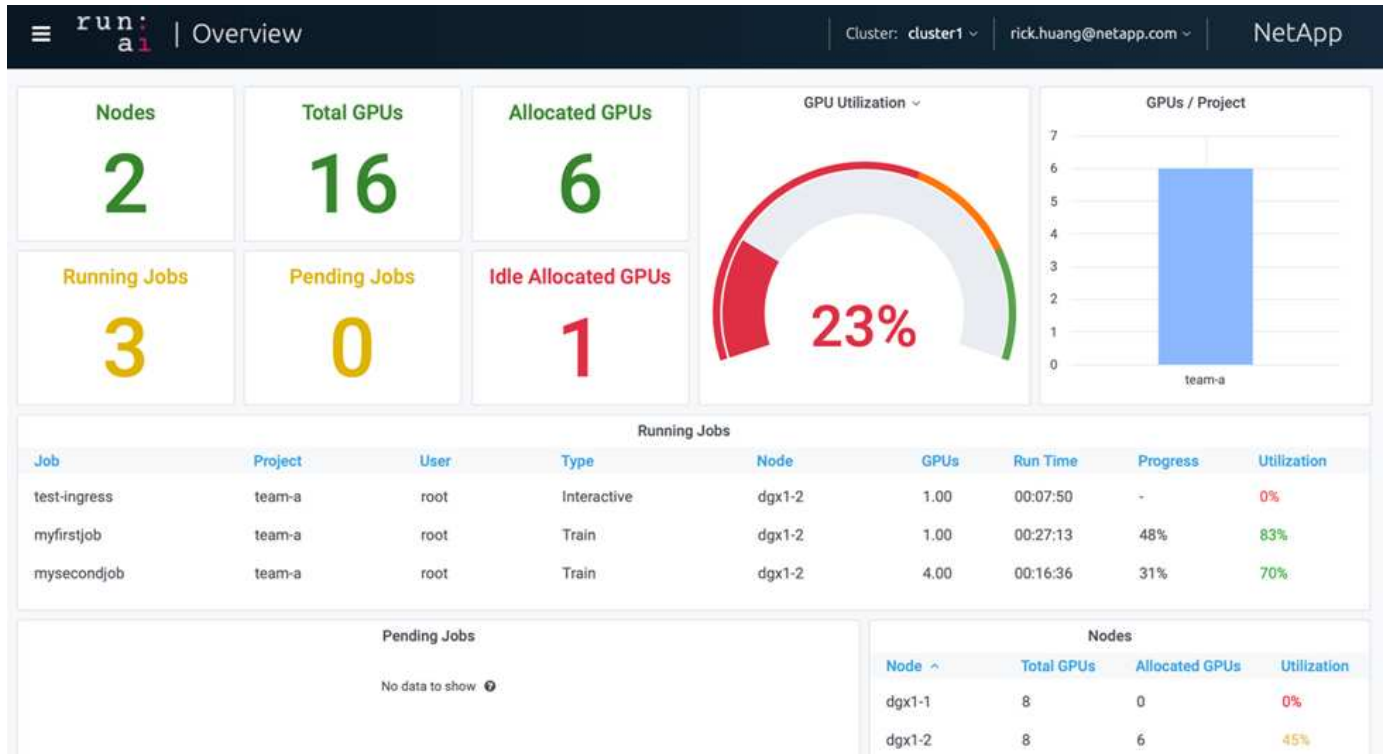 run: ai | Overview
Cluster: cluster1
rick.huang@netapp.com
NetApp
Nodes
2
Total GPUs
16
Allocated GPUs
6
Running Jobs
3
Pending Jobs
0
Idle Allocated GPUs
1
GPU Utilization
23%
GPUs / Project
7
6
5
4
3
2
1
0
team-a
Running Jobs
Job Project User Type Node GPUs Run Time Progress Utilization
test-ingress team-a root Interactive dgx1-2 1.00 00:07:50 - 0%
myfirstjob team-a root Train dgx1-2 1.00 00:27:13 48% 83%
mysecondjob team-a root Train dgx1-2 4.00 00:16:36 31% 70%
Pending Jobs
No data to show ?
Nodes
Node Total GPUs Allocated GPUs Utilization
dgx1-1 8 0 0%
dgx1-2 8 6 45%